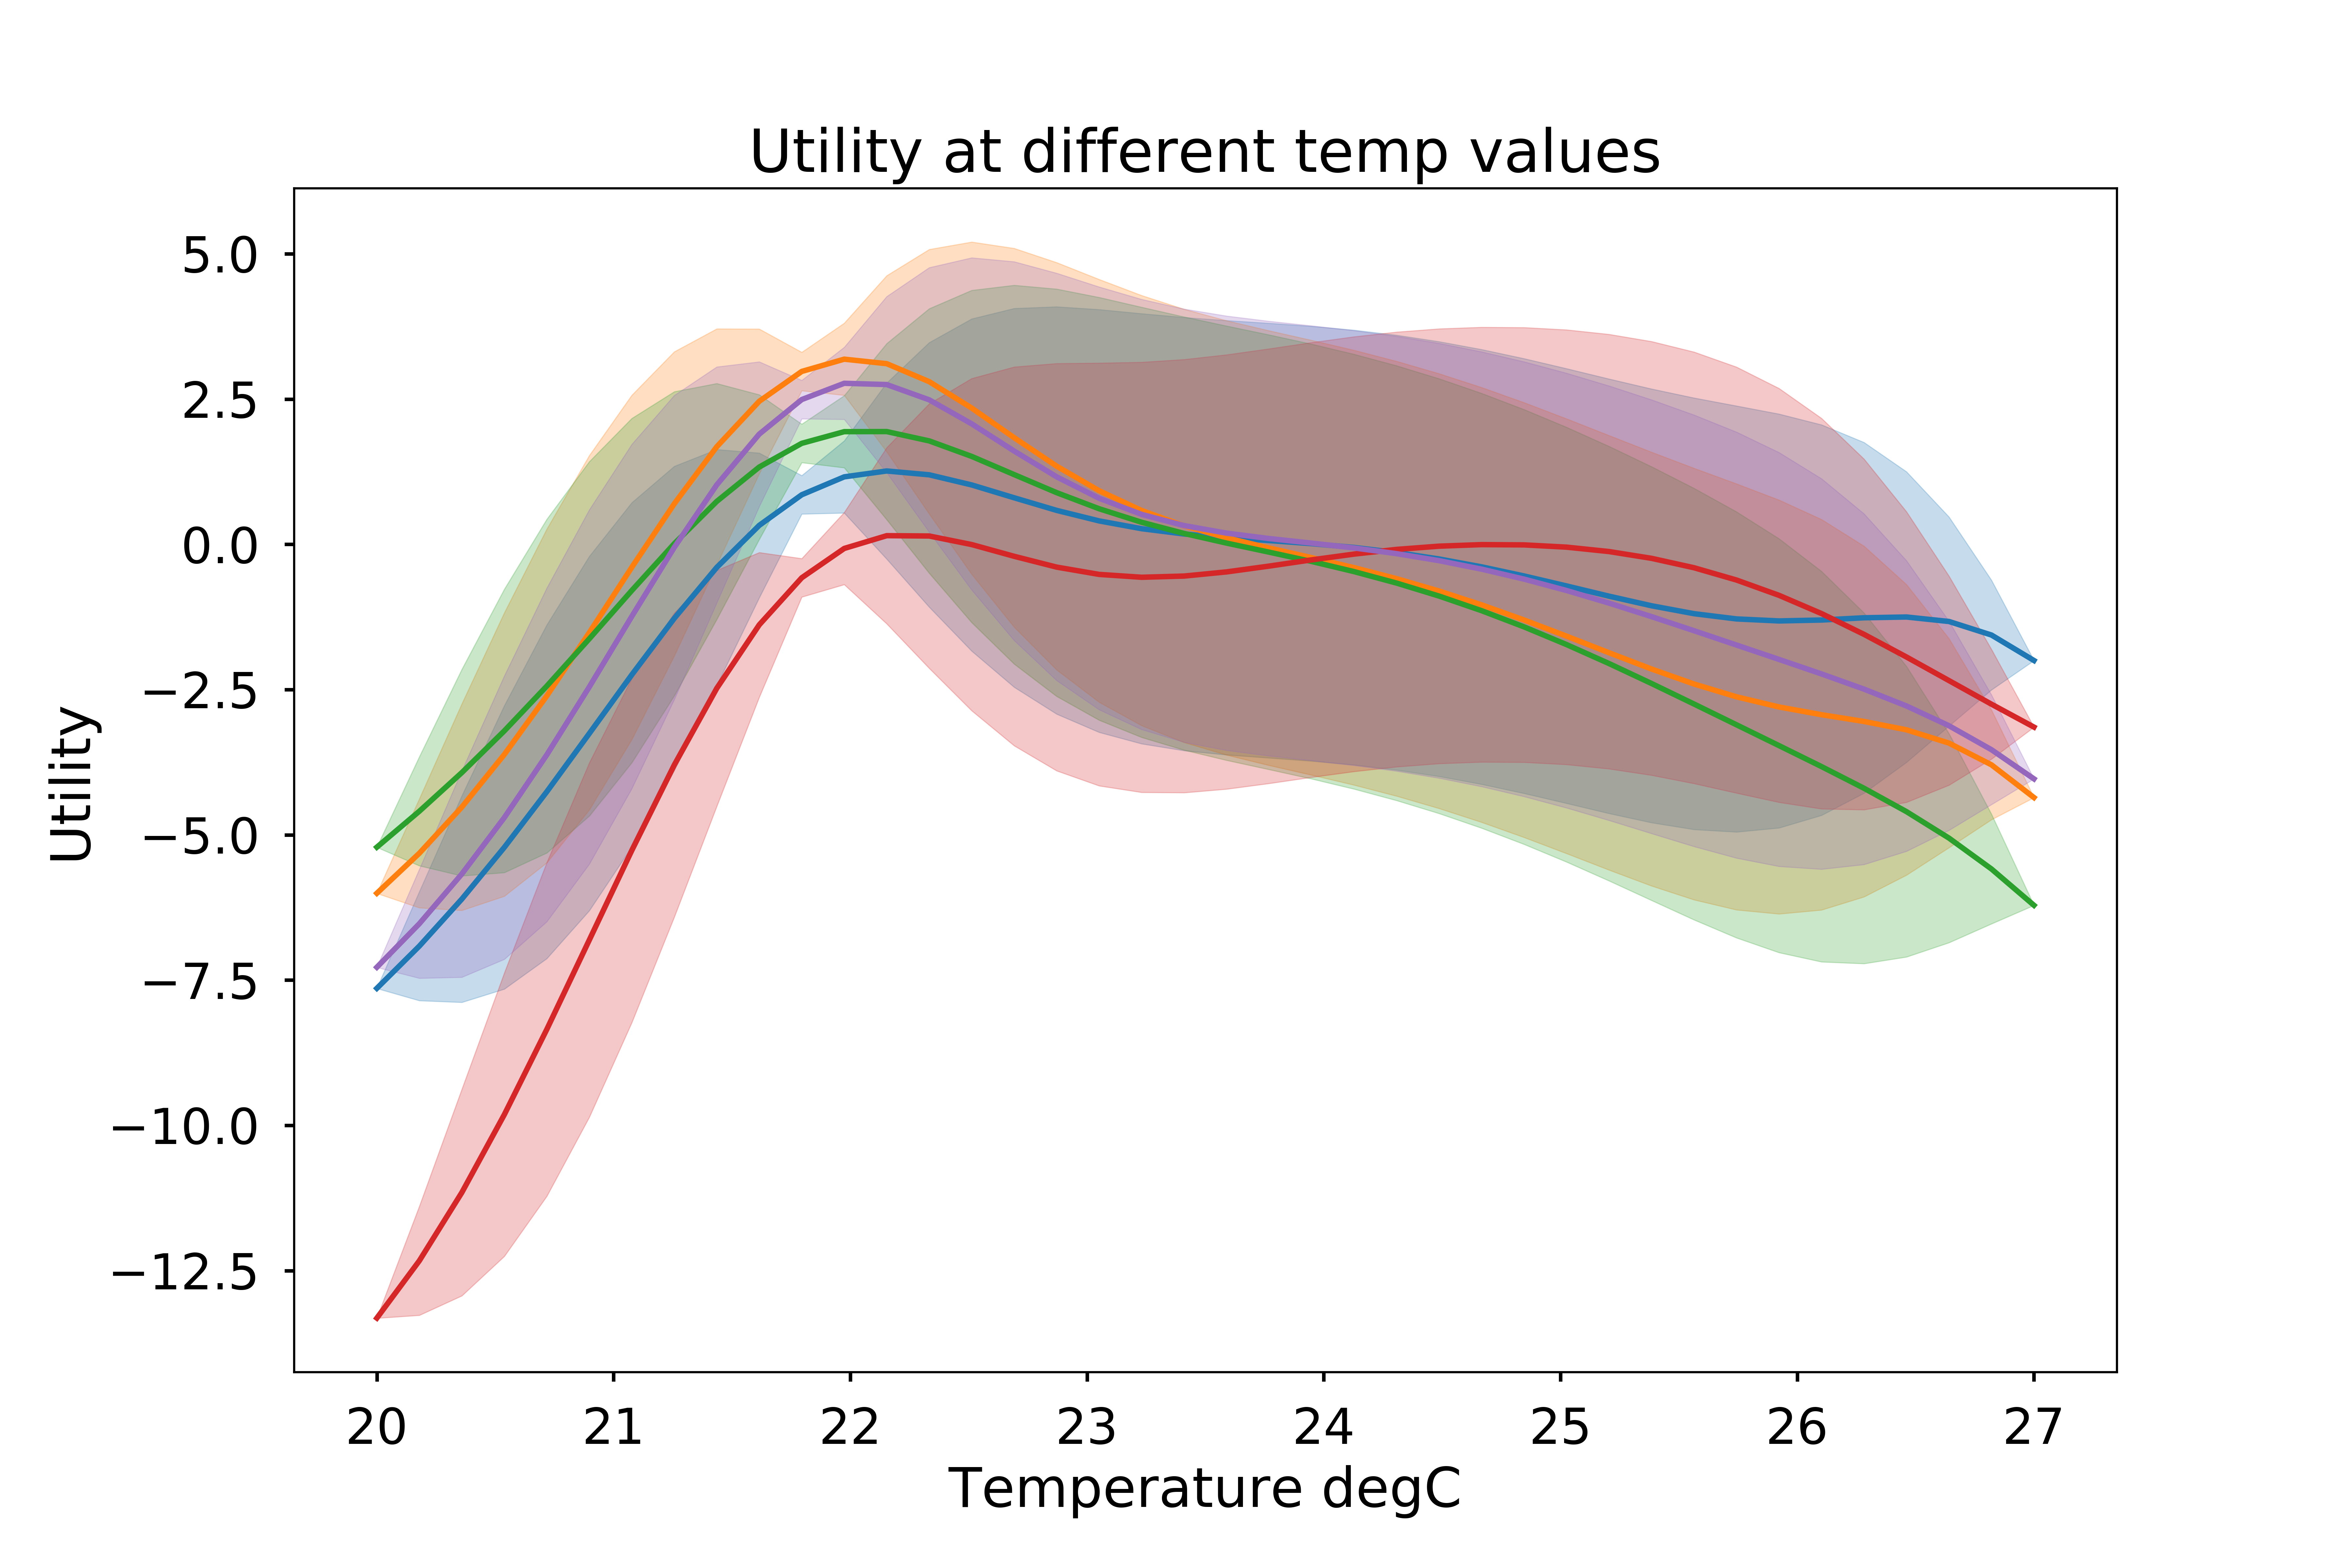 Utility at different temp values
5.0
2.5
0.0
−2.5
−5.0
−7.5
−10.0
−12.5
Utility
20 21 22 23 24 25 26 27
Temperature degC